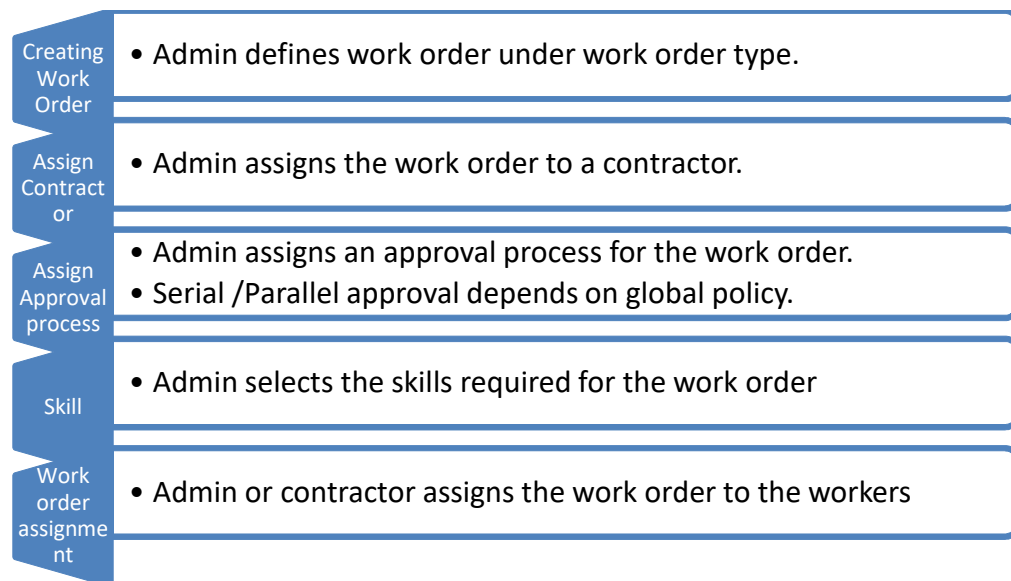 Creating
Work
Order
• Admin defines work order under work order type.
Assign
Contract
or
• Admin assigns the work order to a contractor.
Assign
Approval
process
• Admin assigns an approval process for the work order.
• Serial /Parallel approval depends on global policy.
Skill
• Admin selects the skills required for the work order
Work
order
assignme
nt
• Admin or contractor assigns the work order to the workers